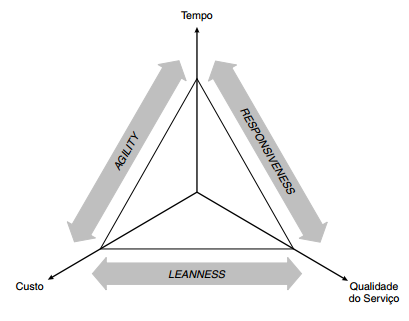 Tempo
AGILITY
RESPONSIVENESS
LEANNESS
Custo
Qualidade
do Serviço